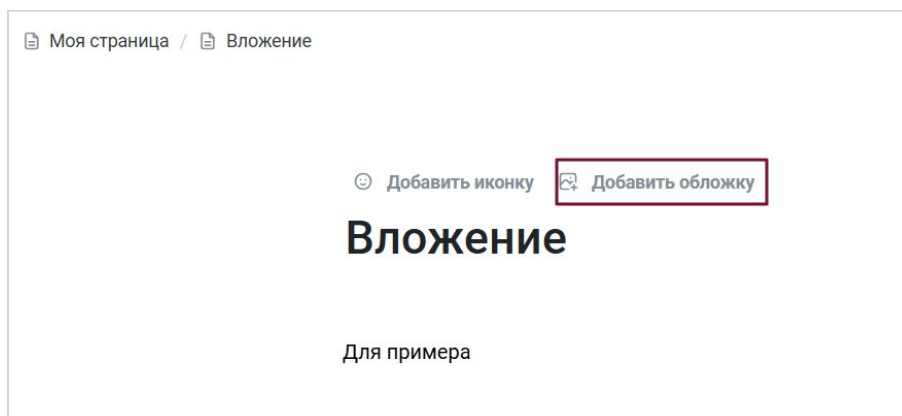 Моя страница / Вложение
Добавить иконку Добавить обложку
Вложение
Для примера